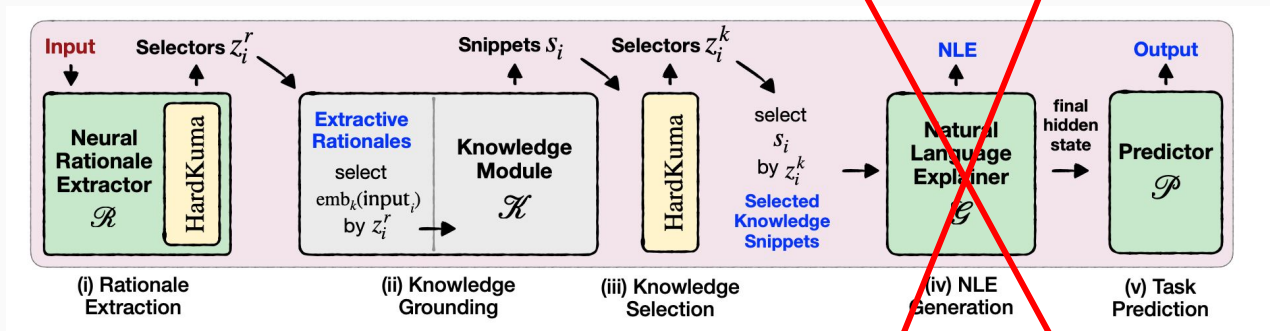 Input
Selectors z_i^r
Snippets s_i
Selectors z_i^k
NLE
Output
Neural
Rationale
Extractor
ℛ
HardKuma
Extractive
Rationales
select
emb_k(input_i)
by z_i^r
Knowledge
Module
𝒦
HardKuma
select
s_i
by z_i^k
Selected
Knowledge
Snippets
Natural
Language
Explainer
𝒢
final
hidden
state
Predictor
𝒫
(i) Rationale
Extraction
(ii) Knowledge
Grounding
(iii) Knowledge
Selection
(iv) NLE
Generation
(v) Task
Prediction